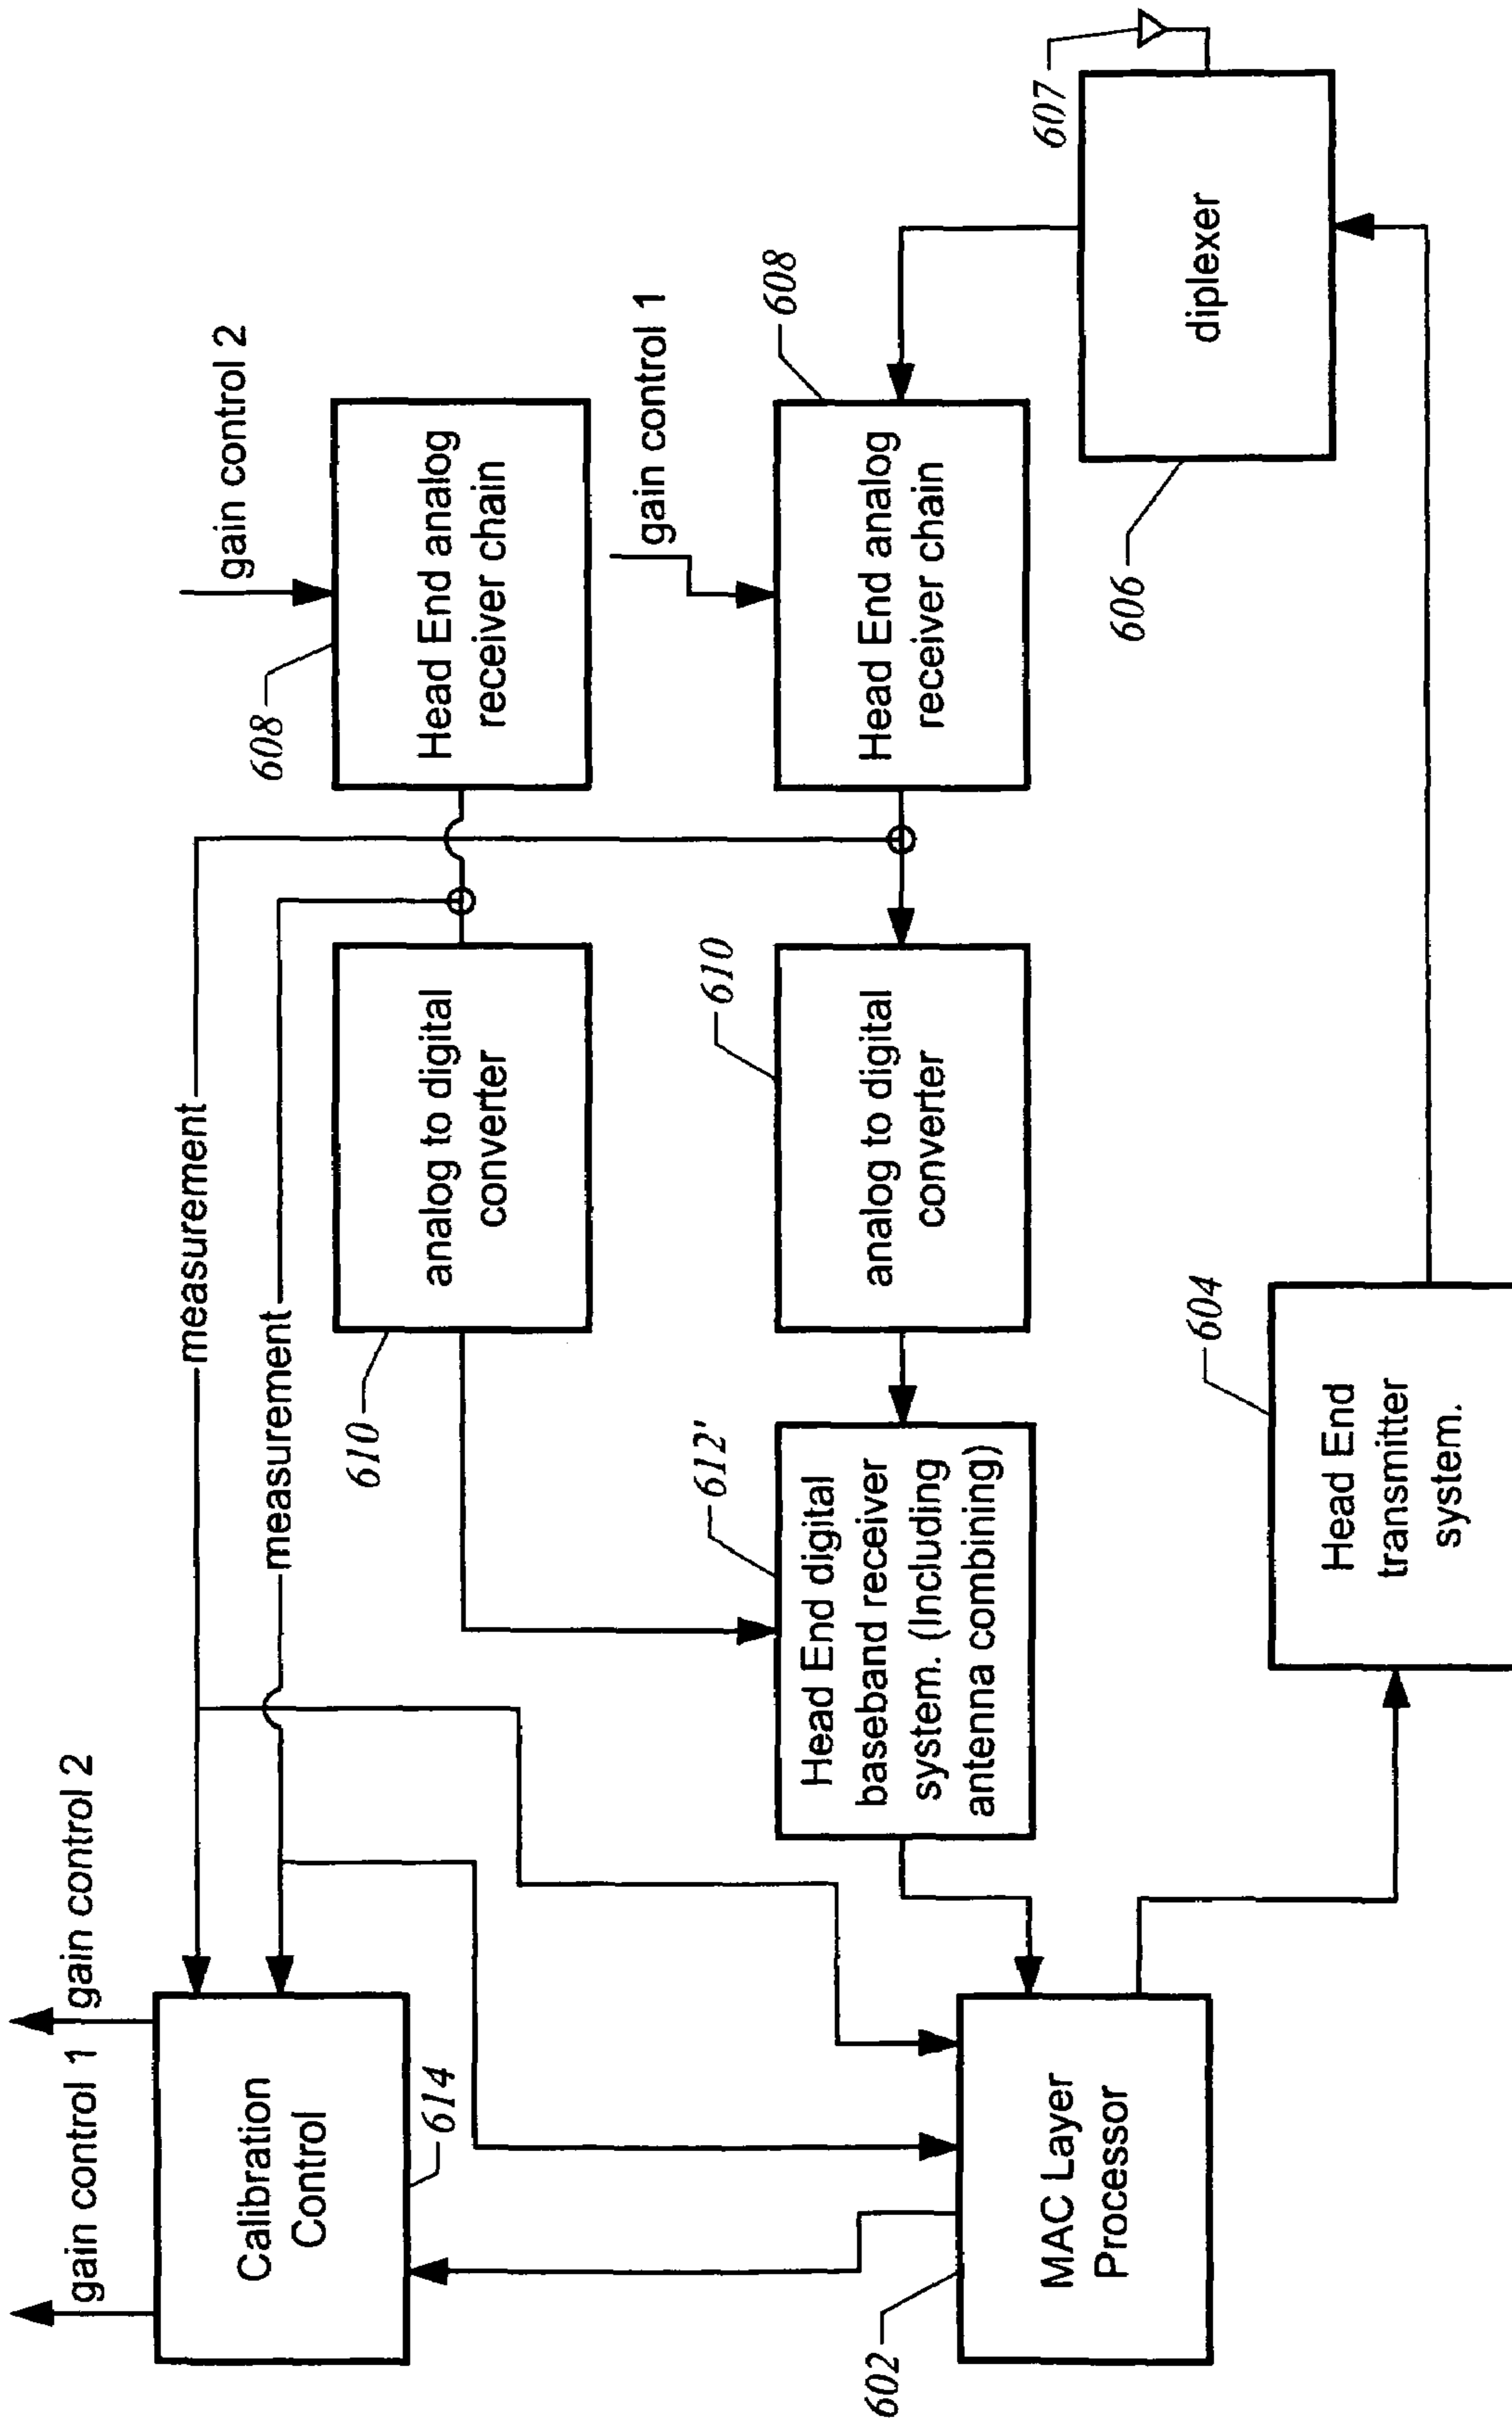 gain control 1
gain control 2
Calibration
Control
614
measurement
measurement
gain control 2
608
Head End analog
receiver chain
analog to digital
converter
610
gain control 1
608
Head End analog
receiver chain
610
analog to digital
converter
612'
Head End digital
baseband receiver
system. (Including
antenna combining)
602
MAC Layer
Processor
604
Head End
transmitter
system.
606
diplexer
607